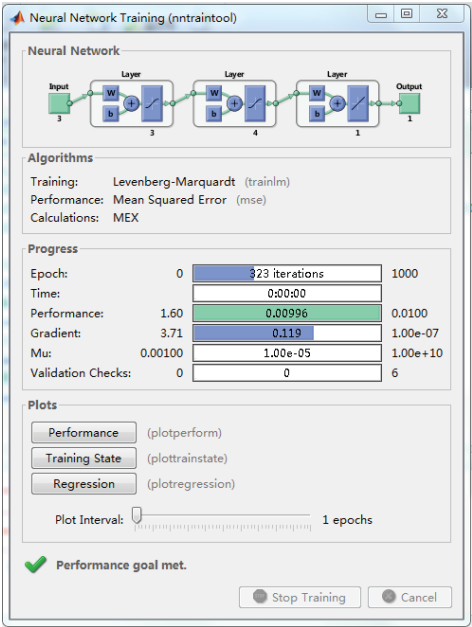 Neural Network Training (nntraintool)
Neural Network
Layer Layer Layer
Input Output
W W W
b b b
3 3 4 1 1
Algorithms
Training: Levenberg-Marquardt (trainlm)
Performance: Mean Squared Error (mse)
Calculations: MEX
Progress
Epoch: 0 323 iterations 1000
Time: 0:00:00
Performance: 1.60 0.00996 0.0100
Gradient: 3.71 0.119 1.00e-07
Mu: 0.00100 1.00e-05 1.00e+10
Validation Checks: 0 0 6
Plots
Performance (plotperform)
Training State (plottrainstate)
Regression (plotregression)
Plot Interval: 1 epochs
Performance goal met.
Stop Training Cancel